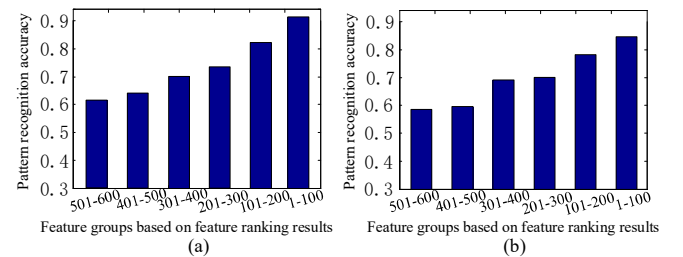 Pattern recognition accuracy
0.9
0.8
0.7
0.6
0.5
0.4
0.3
501-600 401-500 301-400 201-300 101-200 1-100
Feature groups based on feature ranking results
(a)
Pattern recognition accuracy
0.9
0.8
0.7
0.6
0.5
0.4
0.3
501-600 401-500 301-400 201-300 101-200 1-100
Feature groups based on feature ranking results
(b)